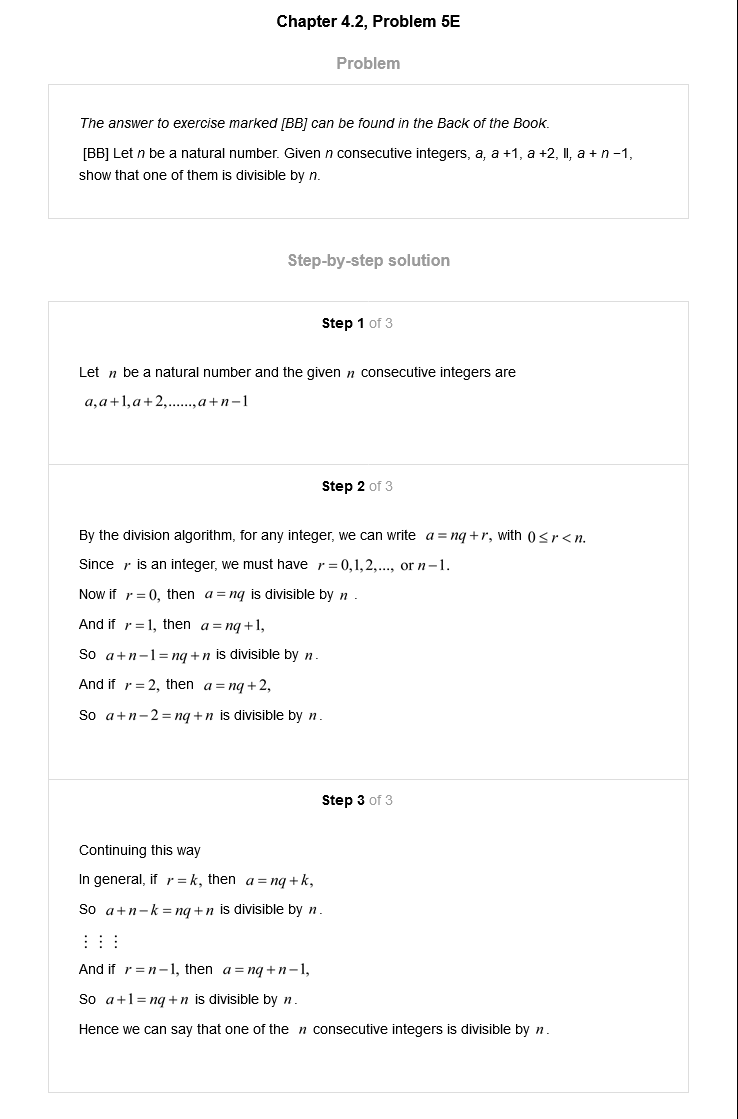 Chapter 4.2, Problem 5E
Problem
The answer to exercise marked [BB] can be found in the Back of the Book.
[BB] Let n be a natural number. Given n consecutive integers, a, a +1, a +2, ǁ, a + n −1,
show that one of them is divisible by n.
Step-by-step solution
Step 1 of 3
Let n be a natural number and the given n consecutive integers are
a, a+1, a+2,......, a+n−1
Step 2 of 3
By the division algorithm, for any integer, we can write a = nq + r, with 0 ≤ r < n.
Since r is an integer, we must have r = 0,1,2,..., or n−1.
Now if r = 0, then a = nq is divisible by n .
And if r = 1, then a = nq +1,
So a+n−1 = nq + n is divisible by n.
And if r = 2, then a = nq + 2,
So a+n−2 = nq + n is divisible by n.
Step 3 of 3
Continuing this way
In general, if r = k, then a = nq + k,
So a+n−k = nq + n is divisible by n.
⋮ ⋮ ⋮
And if r = n−1, then a = nq + n−1,
So a+1 = nq + n is divisible by n.
Hence we can say that one of the n consecutive integers is divisible by n.